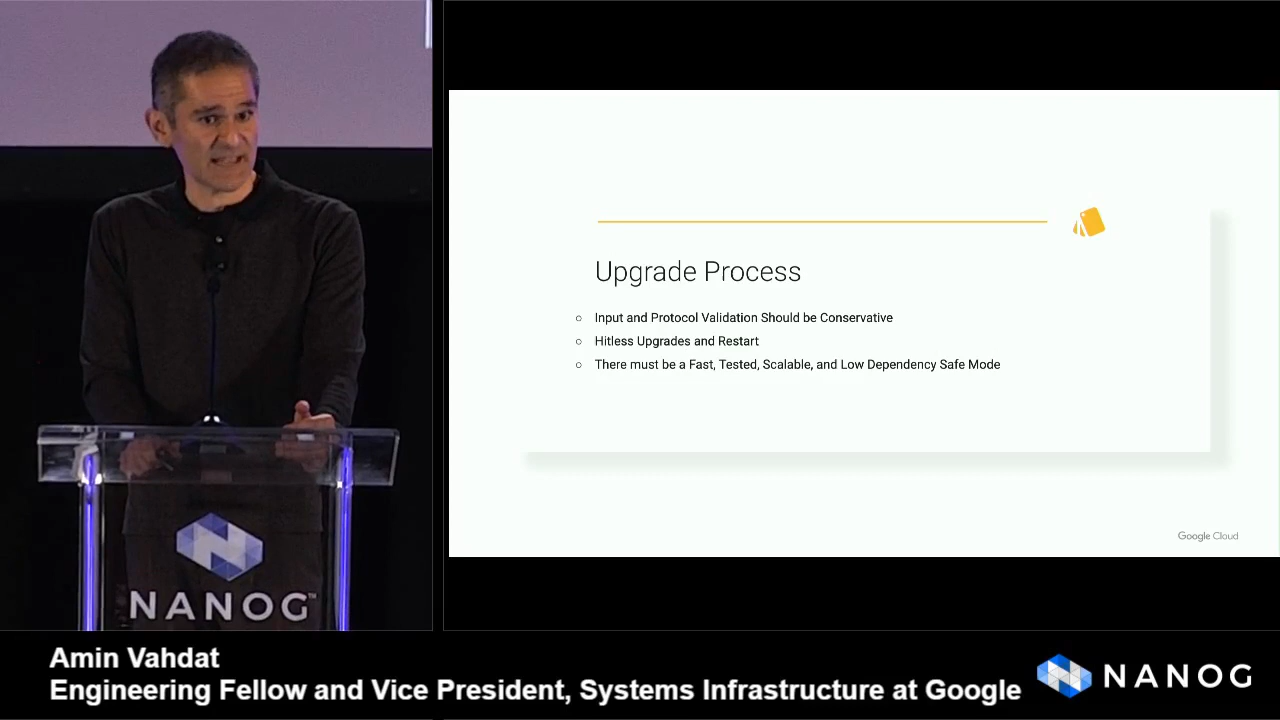 Upgrade Process
○ Input and Protocol Validation Should be Conservative
○ Hitless Upgrades and Restart
○ There must be a Fast, Tested, Scalable, and Low Dependency Safe Mode
Google Cloud
NANOG™
Amin Vahdat
Engineering Fellow and Vice President, Systems Infrastructure at Google
NANOG